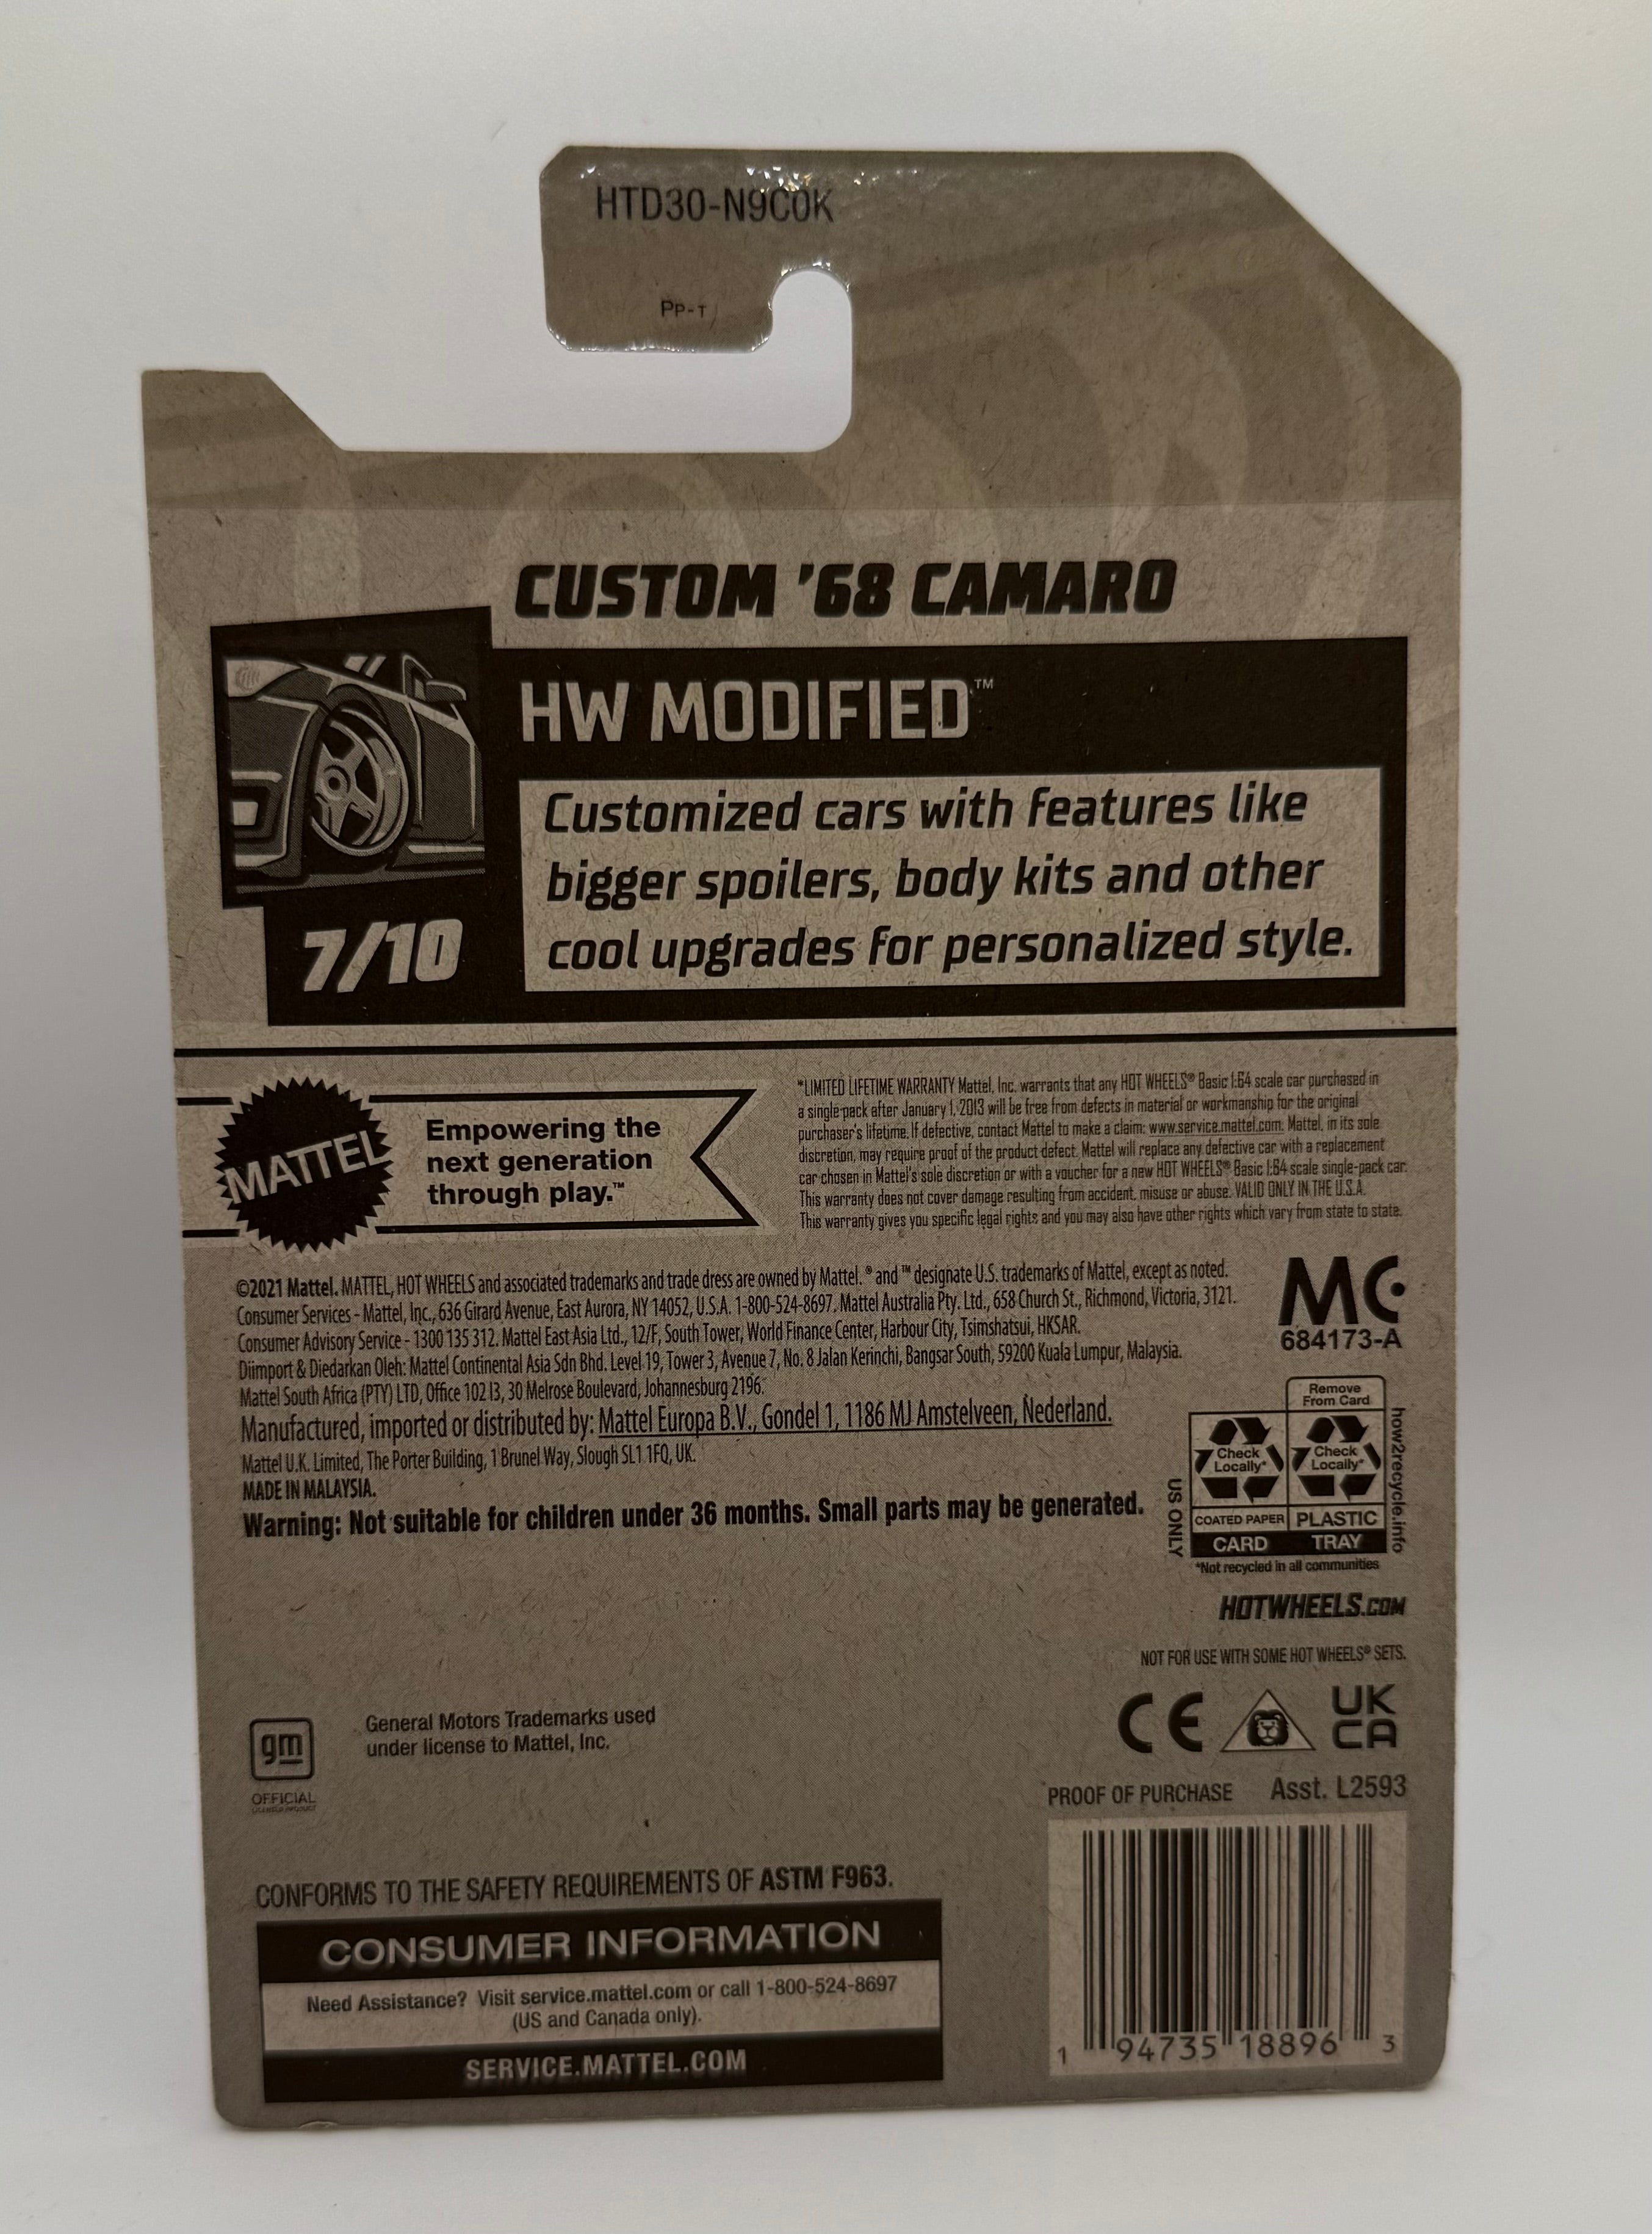 HTD30-N9C0K
PP-T
CUSTOM '68 CAMARO
HW MODIFIED™
Customized cars with features like
bigger spoilers, body kits and other
cool upgrades for personalized style.
7/10
MATTEL
Empowering the
next generation
through play.™
*LIMITED LIFETIME WARRANTY Mattel, Inc. warrants that any HOT WHEELS® Basic 1:64 scale car purchased in
a single-pack after January 1, 2013 will be free from defects in material or workmanship for the original
purchaser's lifetime. If defective, contact Mattel to make a claim: www.service.mattel.com. Mattel, in its sole
discretion, may require proof of the product defect. Mattel will replace any defective car with a replacement
car chosen in Mattel's sole discretion or with a voucher for a new HOT WHEELS® Basic 1:64 scale single-pack car.
This warranty does not cover damage resulting from accident, misuse or abuse. VALID ONLY IN THE U.S.A.
This warranty gives you specific legal rights and you may also have other rights which vary from state to state.
©2021 Mattel. MATTEL, HOT WHEELS and associated trademarks and trade dress are owned by Mattel. ® and ™ designate U.S. trademarks of Mattel, except as noted.
Consumer Services - Mattel, Inc., 636 Girard Avenue, East Aurora, NY 14052, U.S.A. 1-800-524-8697. Mattel Australia Pty. Ltd., 658 Church St., Richmond, Victoria, 3121.
Consumer Advisory Service - 1300 135 312. Mattel East Asia Ltd., 12/F, South Tower, World Finance Center, Harbour City, Tsimshatsui, HKSAR.
Diimport & Diedarkan Oleh: Mattel Continental Asia Sdn Bhd. Level 19, Tower 3, Avenue 7, No. 8 Jalan Kerinchi, Bangsar South, 59200 Kuala Lumpur, Malaysia.
Mattel South Africa (PTY) LTD, Office 102 I3, 30 Melrose Boulevard, Johannesburg 2196.
Manufactured, imported or distributed by: Mattel Europa B.V., Gondel 1, 1186 MJ Amstelveen, Nederland.
Mattel U.K. Limited, The Porter Building, 1 Brunel Way, Slough SL1 1FQ, UK.
MADE IN MALAYSIA.
Warning: Not suitable for children under 36 months. Small parts may be generated.
MC
684173-A
Remove
From Card
Check
Locally*
Check
Locally*
COATED PAPER
PLASTIC
CARD
TRAY
US ONLY
how2recycle.info
*Not recycled in all communities
HOTWHEELS.COM
NOT FOR USE WITH SOME HOT WHEELS® SETS.
CE
UK
CA
gm
OFFICIAL
LICENSED PRODUCT
General Motors Trademarks used
under license to Mattel, Inc.
PROOF OF PURCHASE Asst. L2593
1 94735 18896 3
CONFORMS TO THE SAFETY REQUIREMENTS OF ASTM F963.
CONSUMER INFORMATION
Need Assistance? Visit service.mattel.com or call 1-800-524-8697
(US and Canada only).
SERVICE.MATTEL.COM